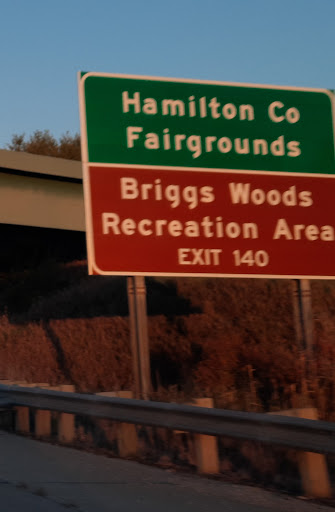 Hamilton Co
Fairgrounds
Briggs Woods
Recreation Area
EXIT 140